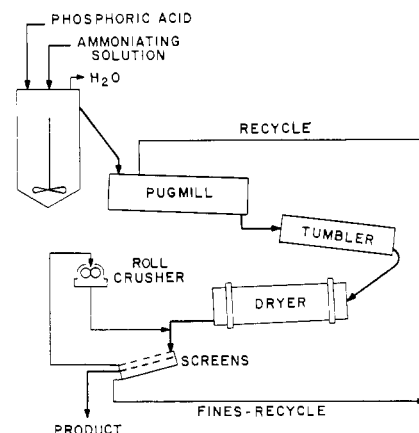 PHOSPHORIC ACID
AMMONIATING
SOLUTION
H2O
RECYCLE
PUGMILL
TUMBLER
ROLL
CRUSHER
DRYER
SCREENS
FINES-RECYCLE
PRODUCT